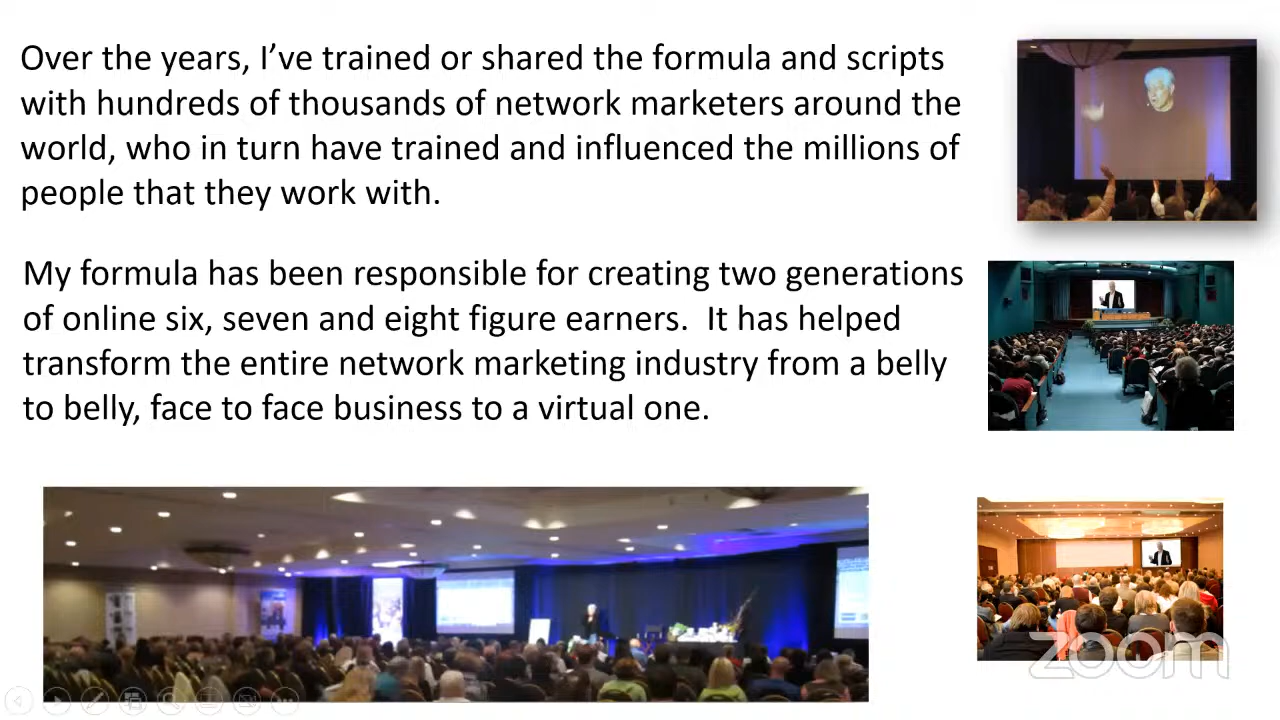 Over the years, I've trained or shared the formula and scripts
with hundreds of thousands of network marketers around the
world, who in turn have trained and influenced the millions of
people that they work with.
My formula has been responsible for creating two generations
of online six, seven and eight figure earners.  It has helped
transform the entire network marketing industry from a belly
to belly, face to face business to a virtual one.
zoom